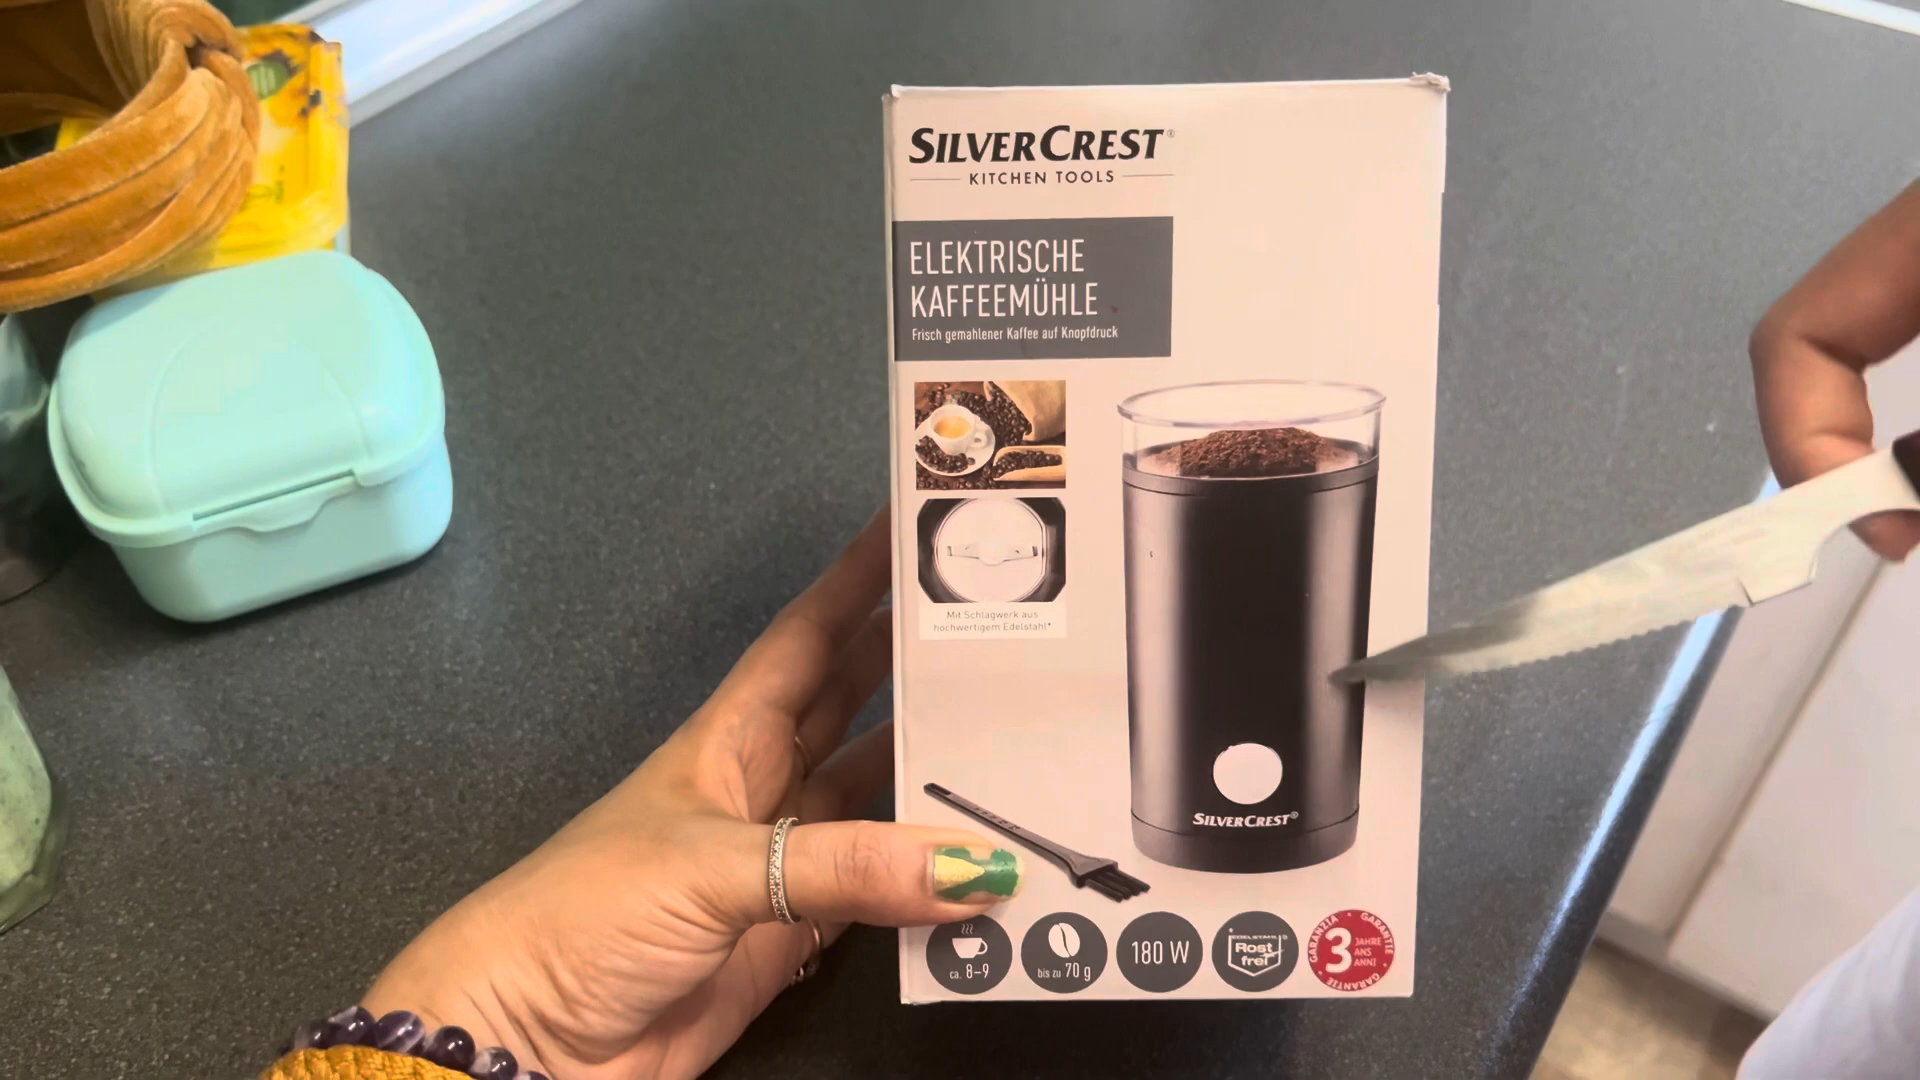 SILVERCREST®
KITCHEN TOOLS
ELEKTRISCHE
KAFFEEMÜHLE
Frisch gemahlener Kaffee auf Knopfdruck
Mit Schlagwerk aus
hochwertigem Edelstahl*
SILVERCREST®
ca. 8–9
bis zu 70 g
180 W
EDELSTAHL
Rost
frei
GARANZIA • GARANTIE • GARANTIE
3 JAHRE
ANS
ANNI